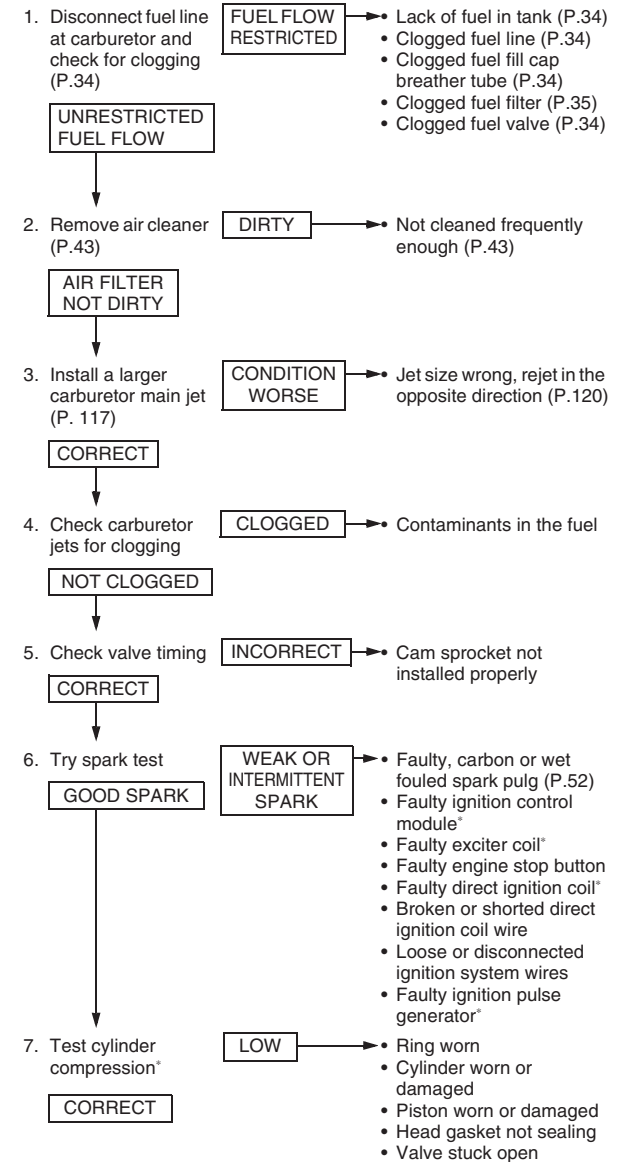 1. Disconnect fuel line
at carburetor and
check for clogging
(P.34)
FUEL FLOW
RESTRICTED
• Lack of fuel in tank (P.34)
• Clogged fuel line (P.34)
• Clogged fuel fill cap
breather tube (P.34)
• Clogged fuel filter (P.35)
• Clogged fuel valve (P.34)
UNRESTRICTED
FUEL FLOW
2. Remove air cleaner
(P.43)
DIRTY
• Not cleaned frequently
enough (P.43)
AIR FILTER
NOT DIRTY
3. Install a larger
carburetor main jet
(P. 117)
CONDITION
WORSE
• Jet size wrong, rejet in the
opposite direction (P.120)
CORRECT
4. Check carburetor
jets for clogging
CLOGGED
• Contaminants in the fuel
NOT CLOGGED
5. Check valve timing
INCORRECT
• Cam sprocket not
installed properly
CORRECT
6. Try spark test
WEAK OR
INTERMITTENT
SPARK
• Faulty, carbon or wet
fouled spark pulg (P.52)
• Faulty ignition control
module*
• Faulty exciter coil*
• Faulty engine stop button
• Faulty direct ignition coil*
• Broken or shorted direct
ignition coil wire
• Loose or disconnected
ignition system wires
• Faulty ignition pulse
generator*
GOOD SPARK
7. Test cylinder
compression*
LOW
• Ring worn
• Cylinder worn or
damaged
• Piston worn or damaged
• Head gasket not sealing
• Valve stuck open
CORRECT